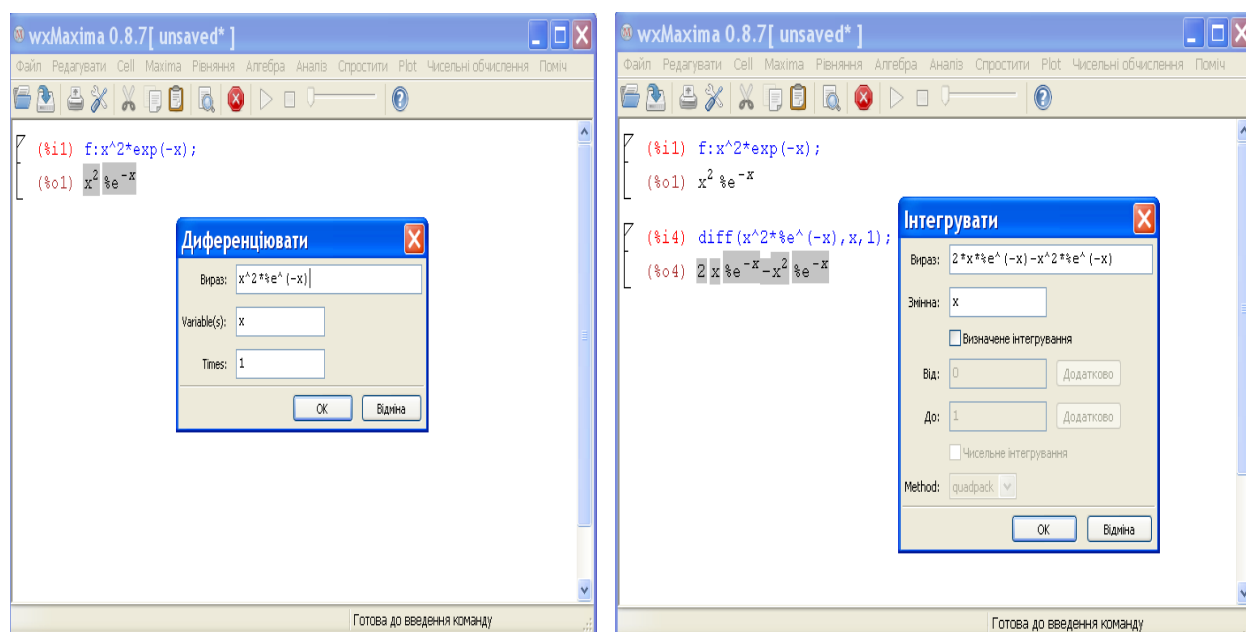 wxMaxima 0.8.7[ unsaved* ]
Файл Редагувати Cell Maxima Рівняння Алгебра Аналіз Спростити Plot Чисельні обчислення Поміч
(%i1) f:x^2*exp(-x);
(%o1) x² %e⁻ˣ
Диференціювати
Вираз: x^2*%e^(-x)
Variable(s): x
Times: 1
OK Відміна
Готова до введення команду
wxMaxima 0.8.7[ unsaved* ]
Файл Редагувати Cell Maxima Рівняння Алгебра Аналіз Спростити Plot Чисельні обчислення Поміч
(%i1) f:x^2*exp(-x);
(%o1) x² %e⁻ˣ
(%i4) diff(x^2*%e^(-x),x,1);
(%o4) 2 x %e⁻ˣ-x² %e⁻ˣ
Інтегрувати
Вираз: 2*x*%e^(-x)-x^2*%e^(-x)
Змінна: x
Визначене інтегрування
Від: 0 Додатково
До: 1 Додатково
Чисельне інтегрування
Method: quadpack
OK Відміна
Готова до введення команду